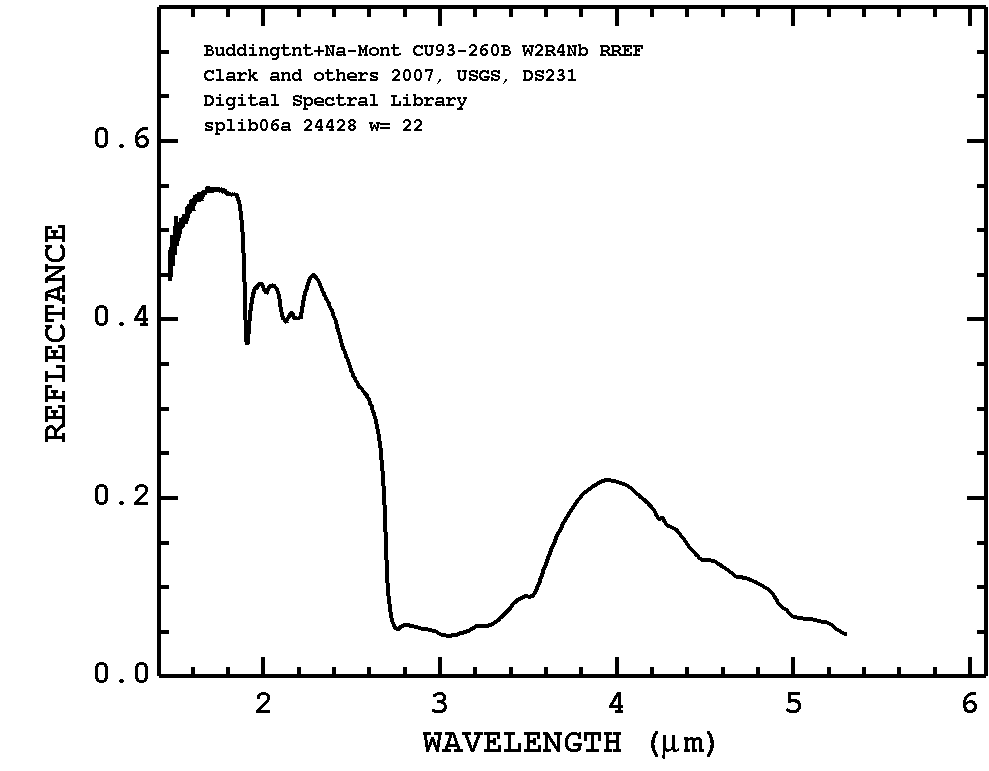 Buddingtnt+Na-Mont CU93-260B W2R4Nb RREF
Clark and others 2007, USGS, DS231
Digital Spectral Library
splib06a 24428 w= 22
0.6
0.4
0.2
0.0
REFLECTANCE
2 3 4 5 6
WAVELENGTH (μm)